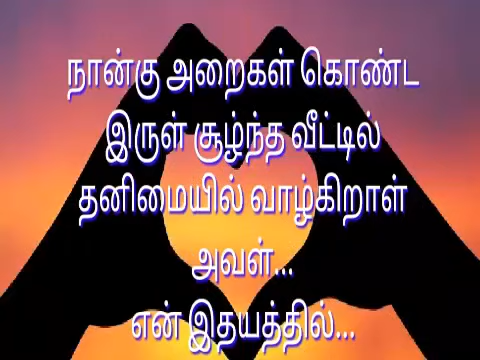 நான்கு அறைகள் கொண்ட
இருள் சூழ்ந்த வீட்டில்
தனிமையில் வாழ்கிறாள்
அவள்...
என் இதயத்தில்...